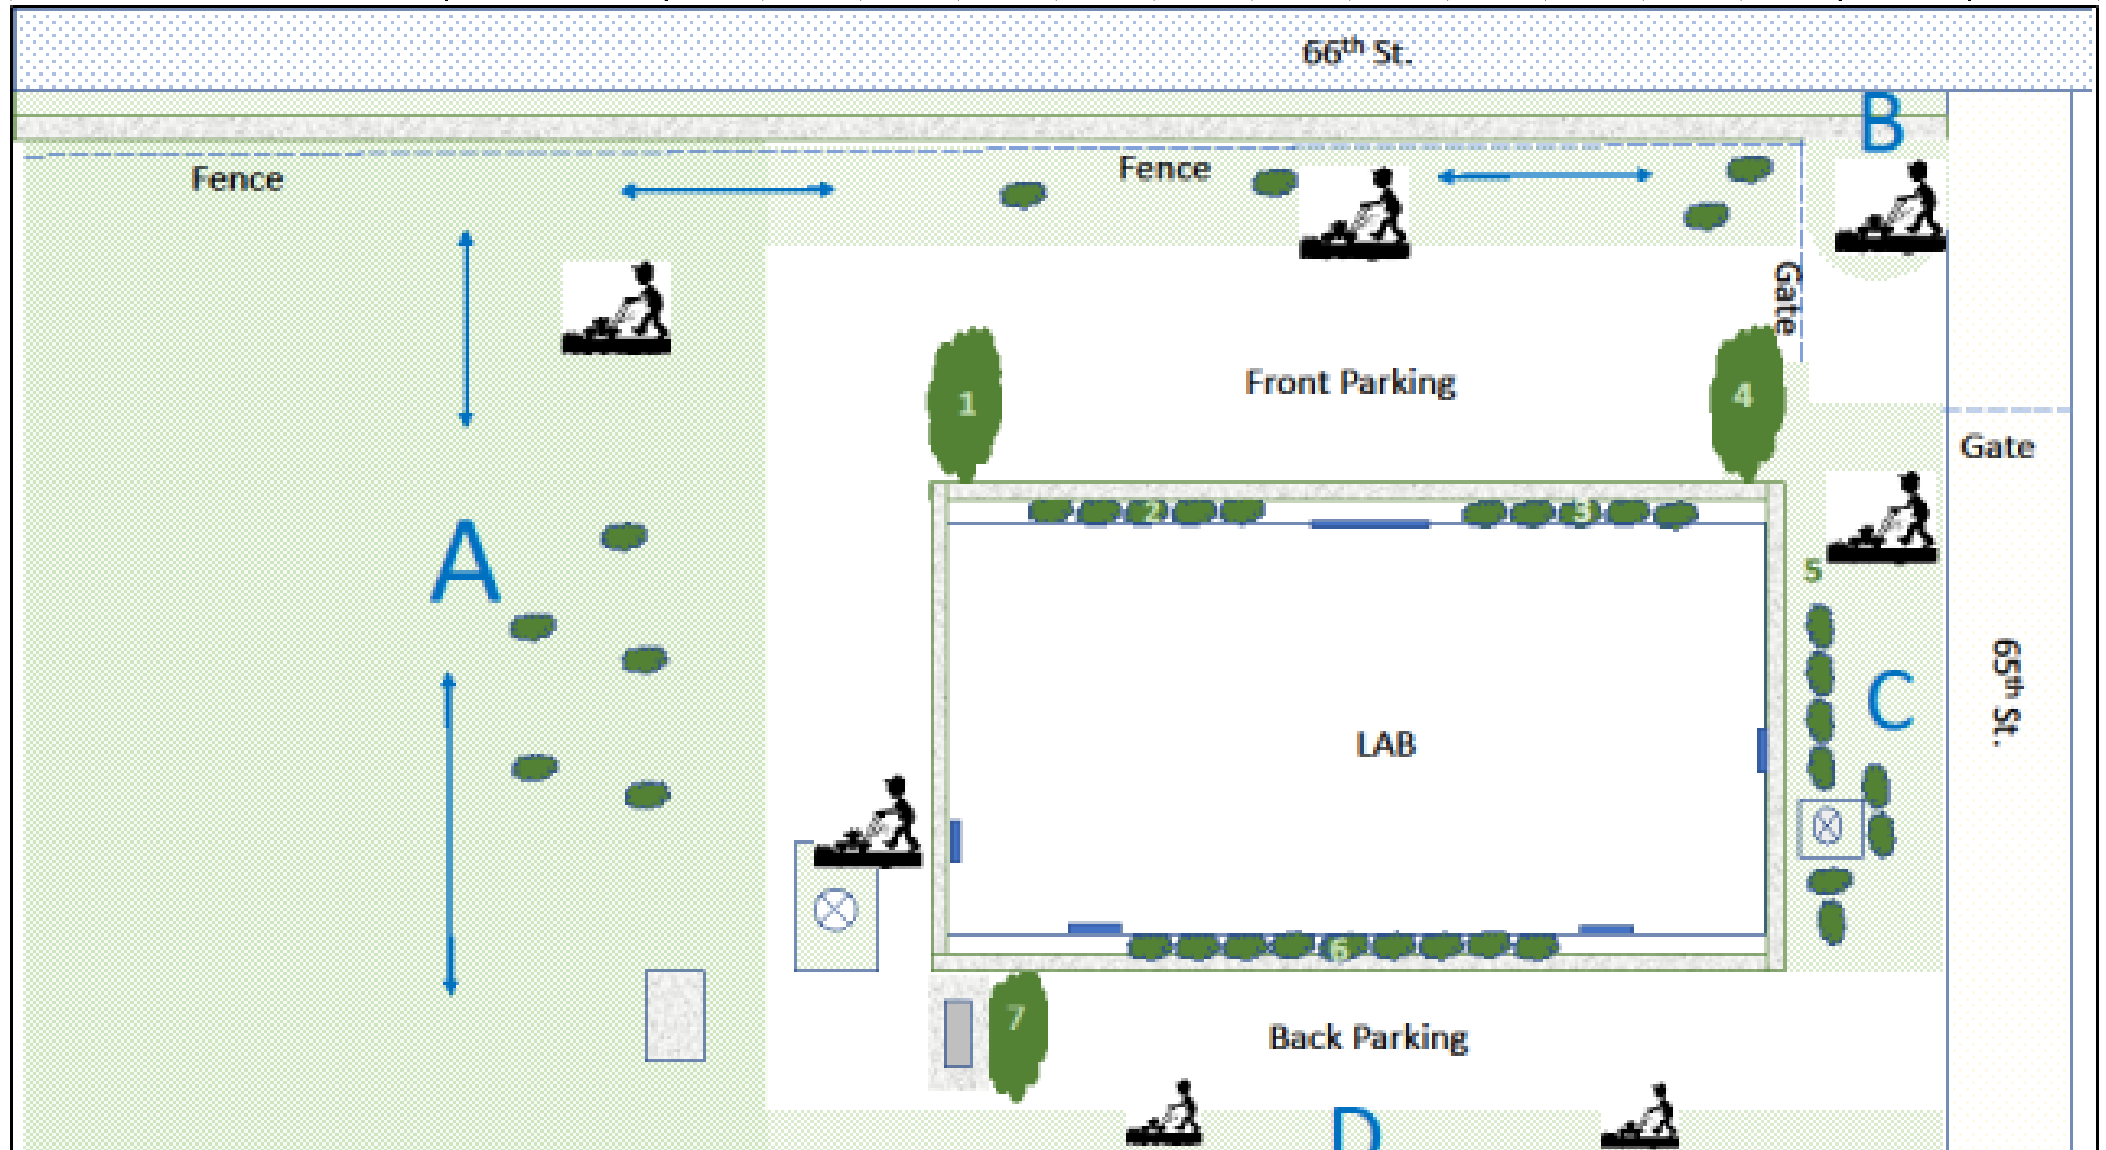 66th St.
B
Fence
Fence
Gate
1
Front Parking
4
Gate
2
3
A
5
65th St.
C
LAB
6
7
Back Parking
D